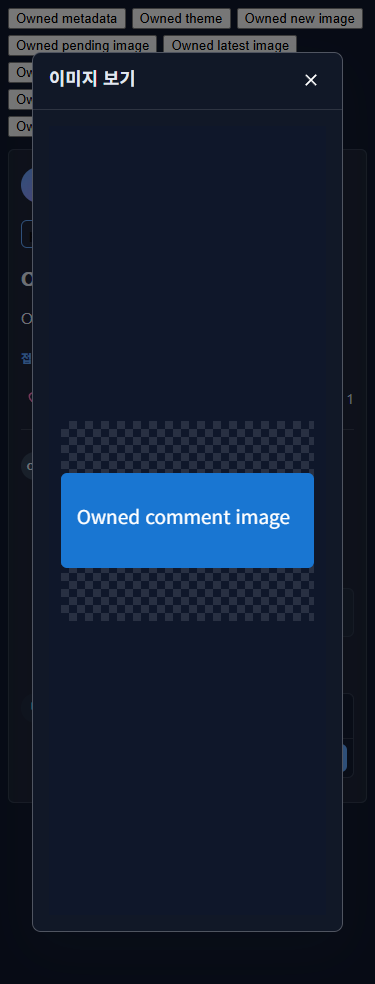 Owned metadata
Owned theme
Owned new image
Owned pending image
Owned latest image
이미지 보기
1
Owned comment image